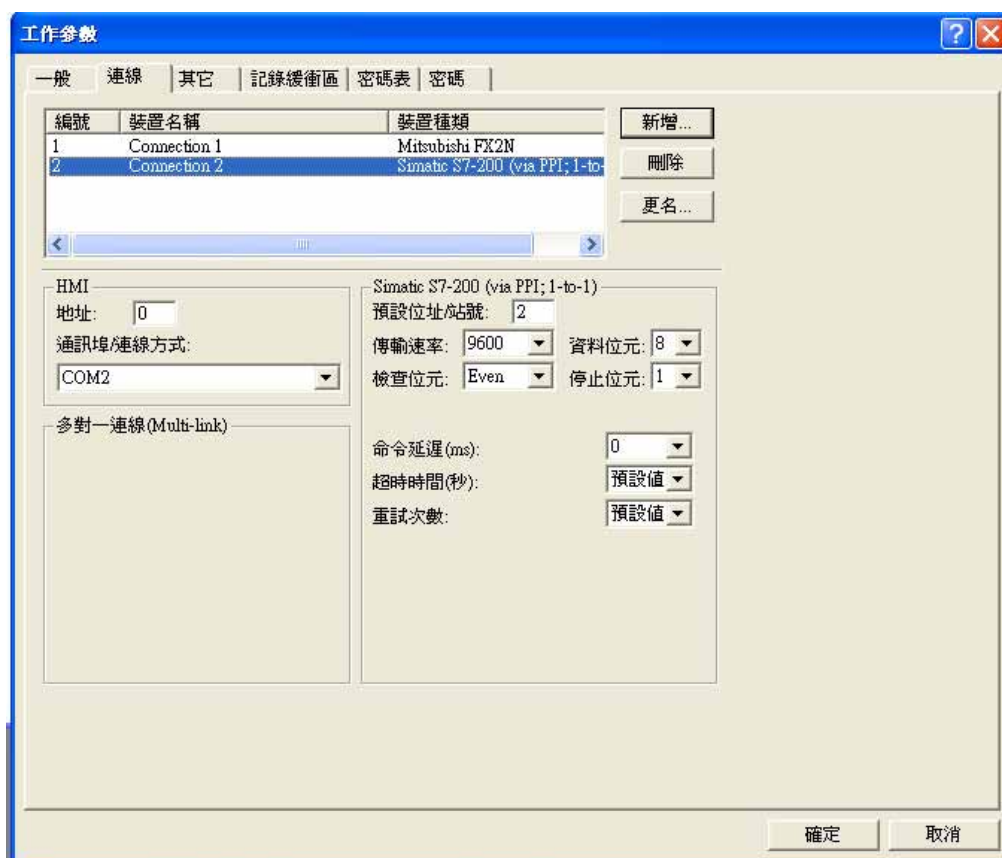 工作參數
一般 連線 其它 記錄緩衝區 密碼表 密碼
編號 裝置名稱 裝置種類
1 Connection 1 Mitsubishi FX2N
2 Connection 2 Simatic S7-200 (via PPI; 1-to-
新增...
刪除
更名...
HMI
地址: 0
通訊埠/連線方式:
COM2
多對一連線(Multi-link)
Simatic S7-200 (via PPI; 1-to-1)
預設位址/站號: 2
傳輸速率: 9600 資料位元: 8
檢查位元: Even 停止位元: 1
命令延遲(ms): 0
超時時間(秒): 預設值
重試次數: 預設值
確定 取消